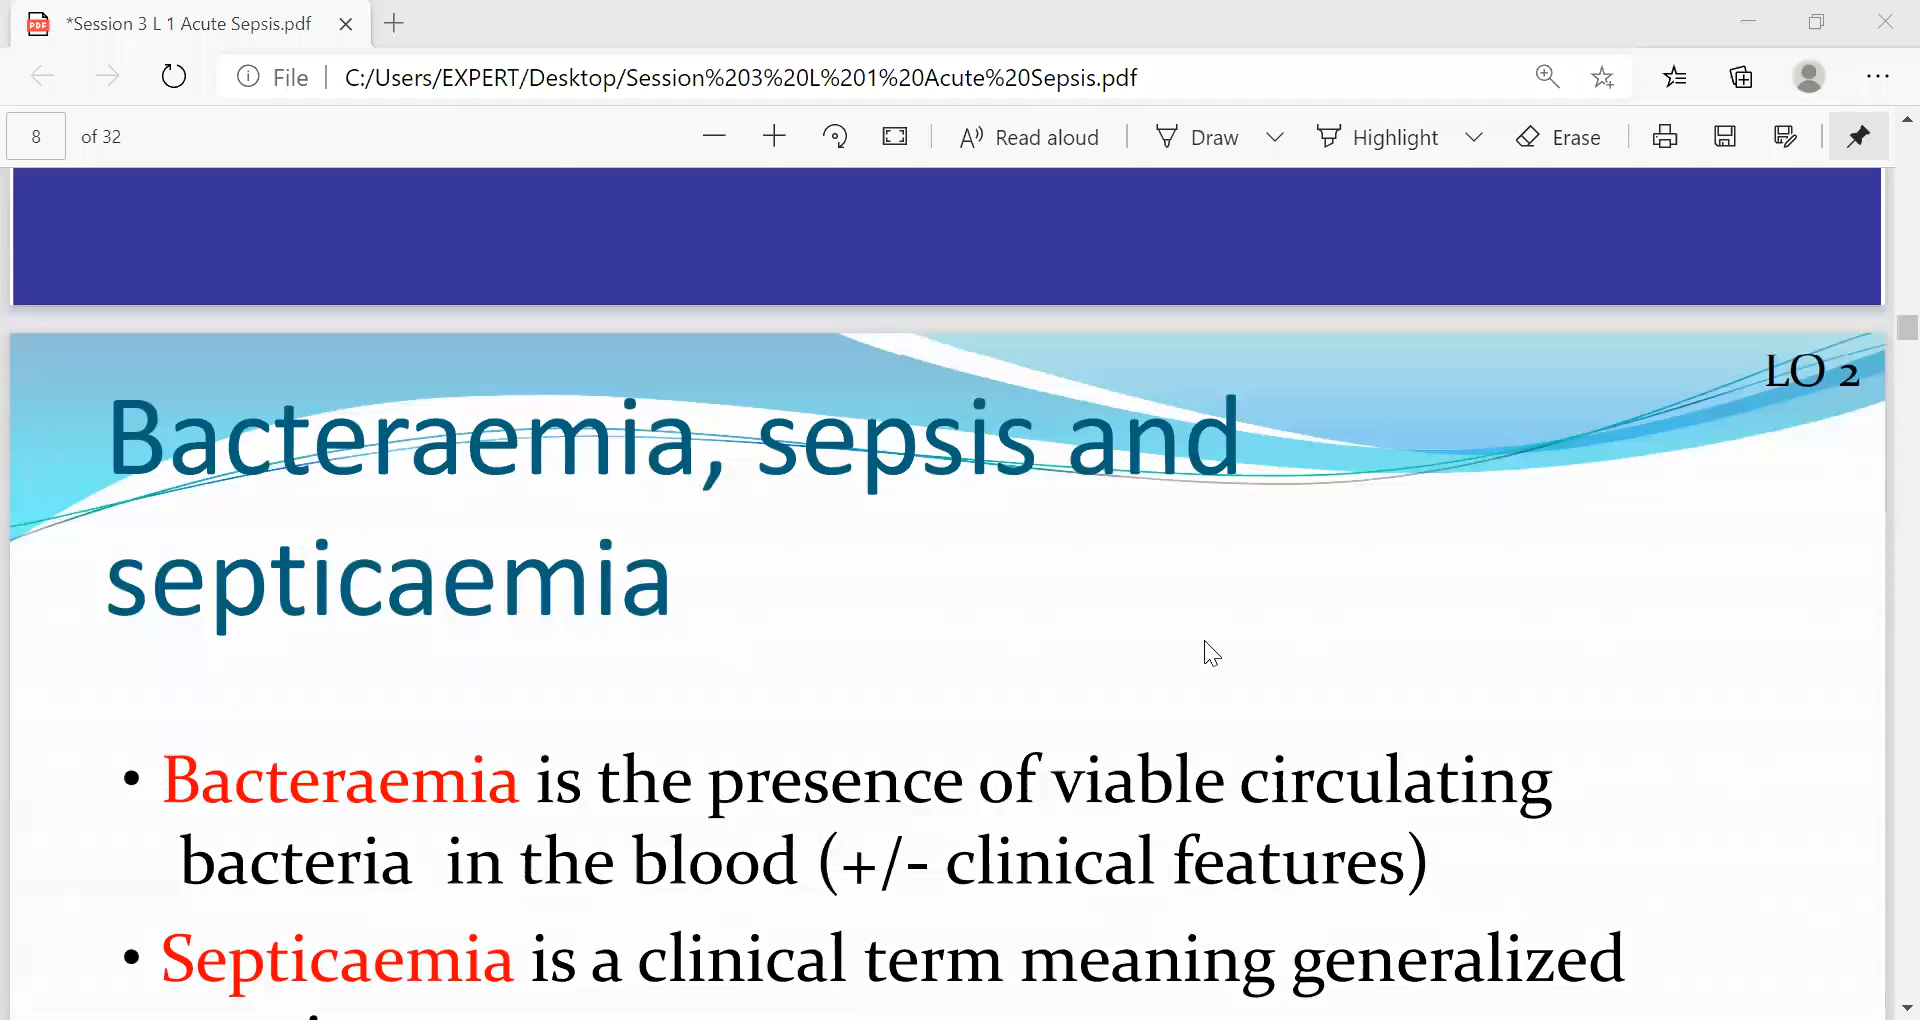 *Session 3 L 1 Acute Sepsis.pdf
File
C:/Users/EXPERT/Desktop/Session%203%20L%201%20Acute%20Sepsis.pdf
8 of 32
Read aloud
Draw
Highlight
Erase
LO 2
Bacteraemia, sepsis and
septicaemia
• Bacteraemia is the presence of viable circulating
bacteria in the blood (+/- clinical features)
• Septicaemia is a clinical term meaning generalized